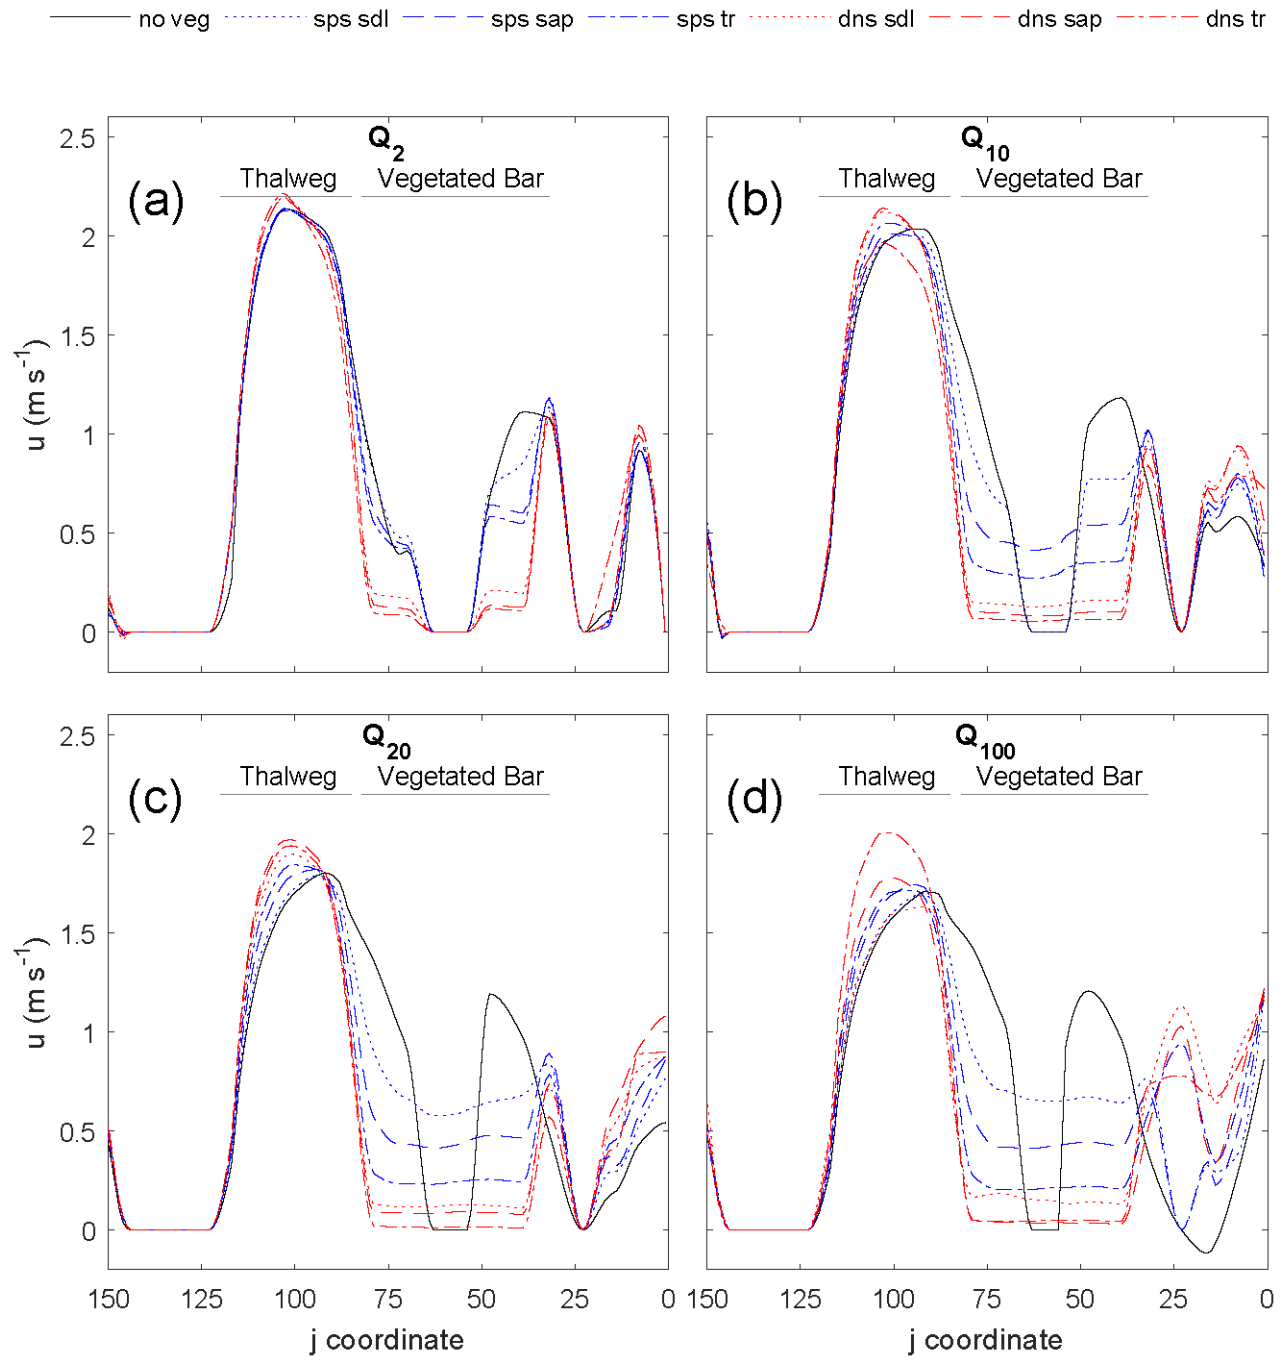 no veg sps sdl sps sap sps tr dns sdl dns sap dns tr
Q2
Thalweg Vegetated Bar
(a)
2.5
2
1.5
1
0.5
0
u (m s-1)
Q10
Thalweg Vegetated Bar
(b)
Q20
Thalweg Vegetated Bar
(c)
2.5
2
1.5
1
0.5
0
u (m s-1)
150 125 100 75 50 25 0
j coordinate
Q100
Thalweg Vegetated Bar
(d)
150 125 100 75 50 25 0
j coordinate